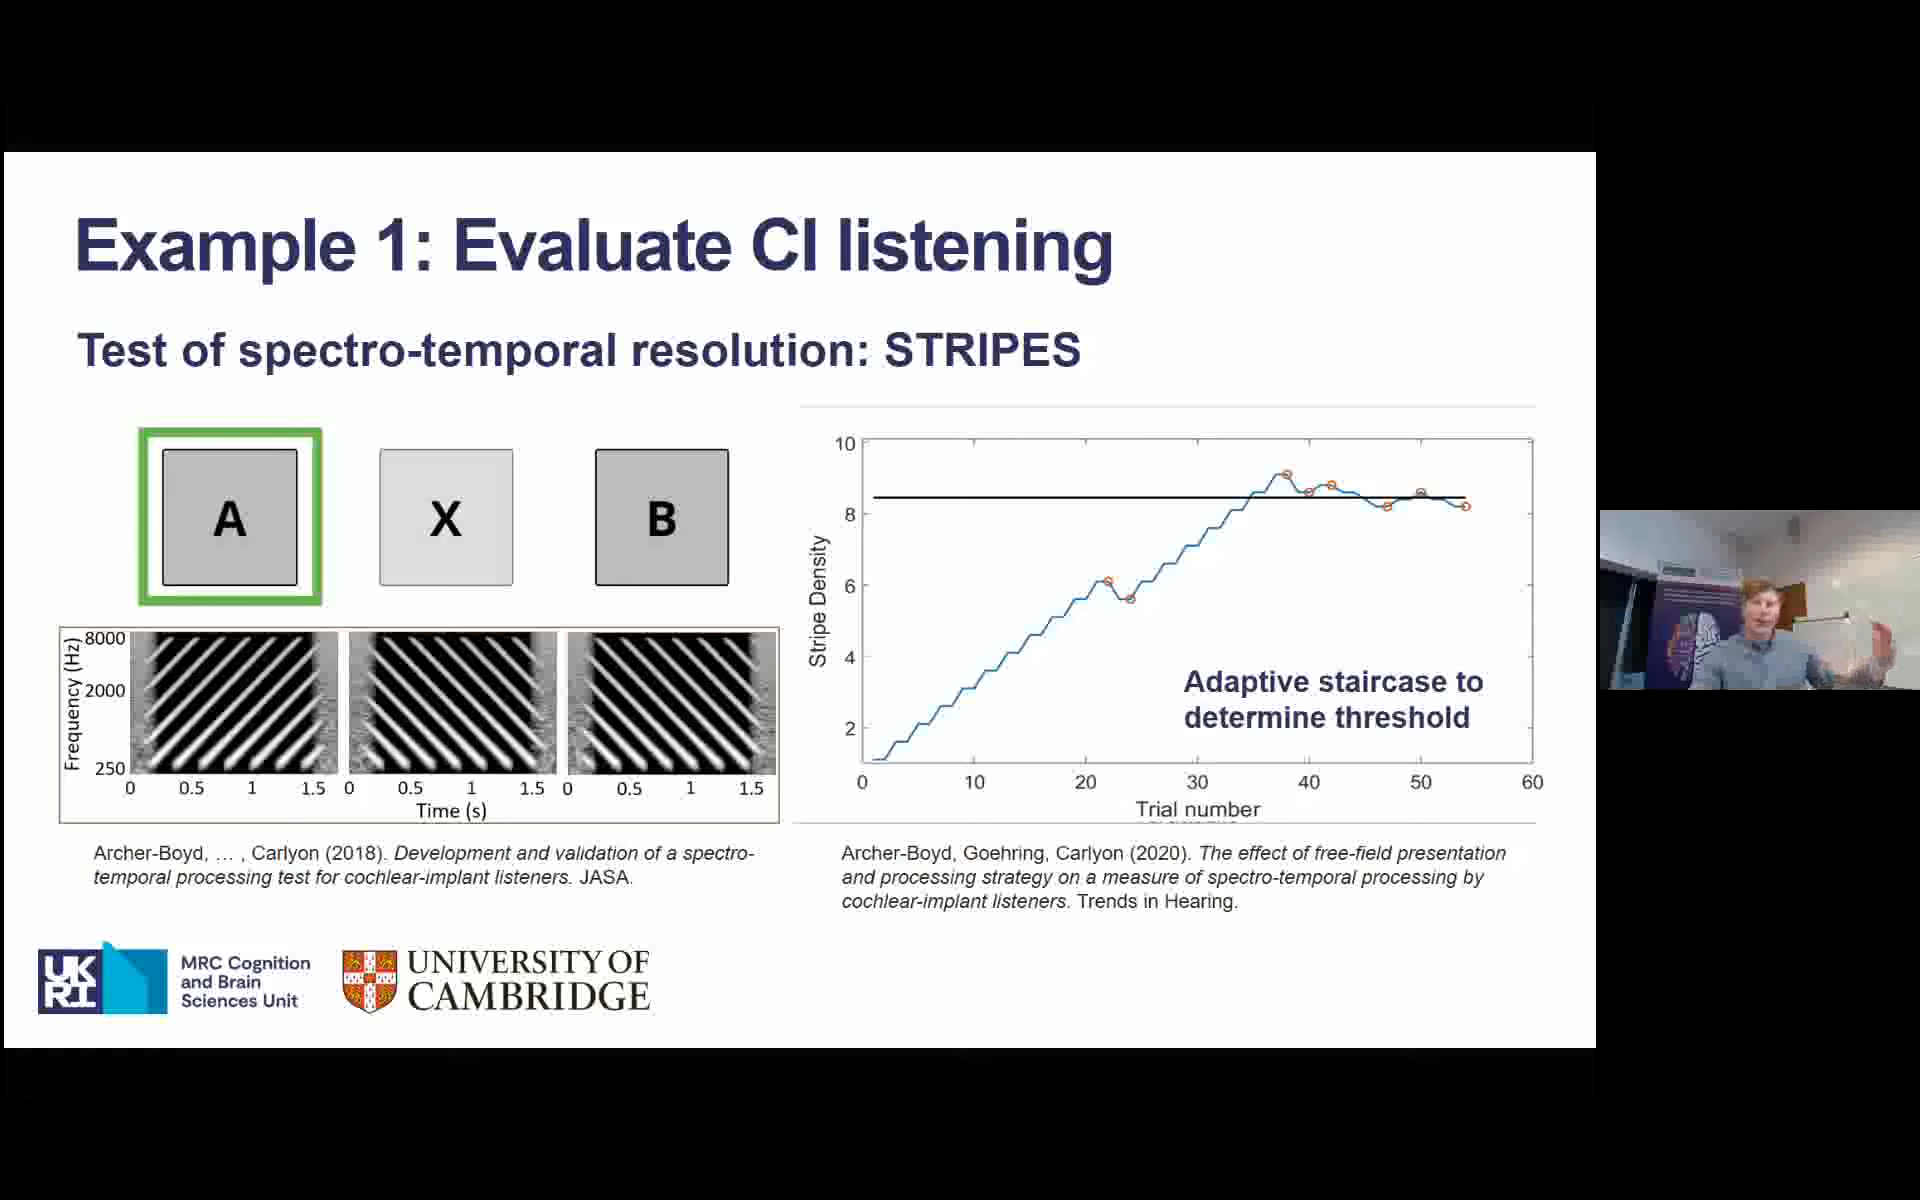 Example 1: Evaluate CI listening
Test of spectro-temporal resolution: STRIPES
A X B
Frequency (Hz)
8000
2000
250
0 0.5 1 1.5 0 0.5 1 1.5 0 0.5 1 1.5
Time (s)
Archer-Boyd, … , Carlyon (2018). Development and validation of a spectro-
temporal processing test for cochlear-implant listeners. JASA.
Stripe Density
10
8
6
4
2
Adaptive staircase to
determine threshold
0 10 20 30 40 50 60
Trial number
Archer-Boyd, Goehring, Carlyon (2020). The effect of free-field presentation
and processing strategy on a measure of spectro-temporal processing by
cochlear-implant listeners. Trends in Hearing.
UK
RI
MRC Cognition
and Brain
Sciences Unit
UNIVERSITY OF
CAMBRIDGE